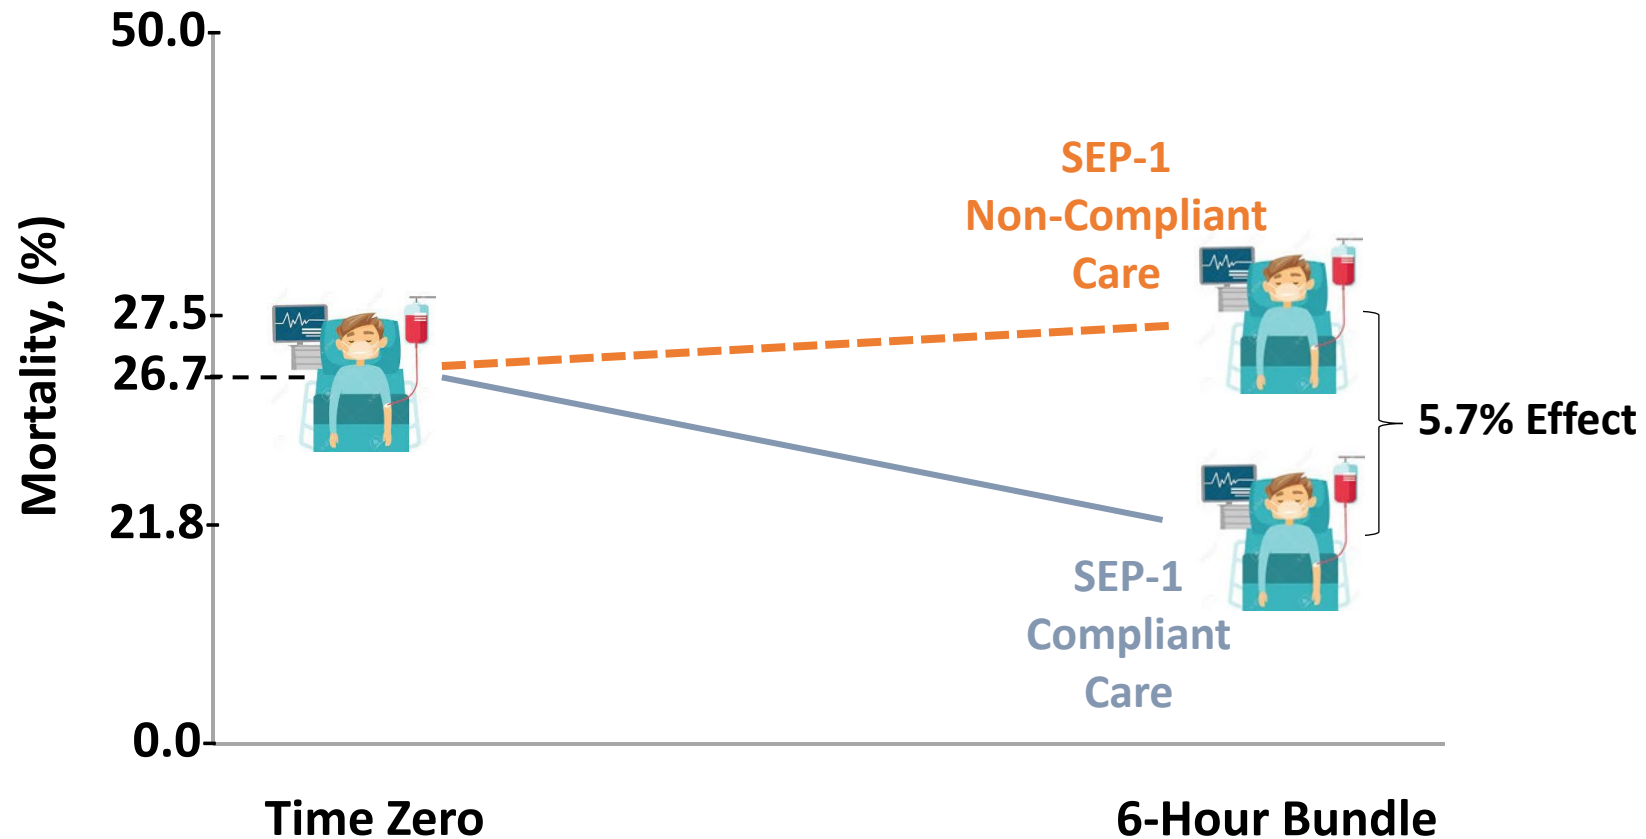 50.0
SEP-1
Non-Compliant
Care
Mortality, (%)
27.5
26.7
5.7% Effect
21.8
SEP-1
Compliant
Care
0.0
Time Zero
6-Hour Bundle